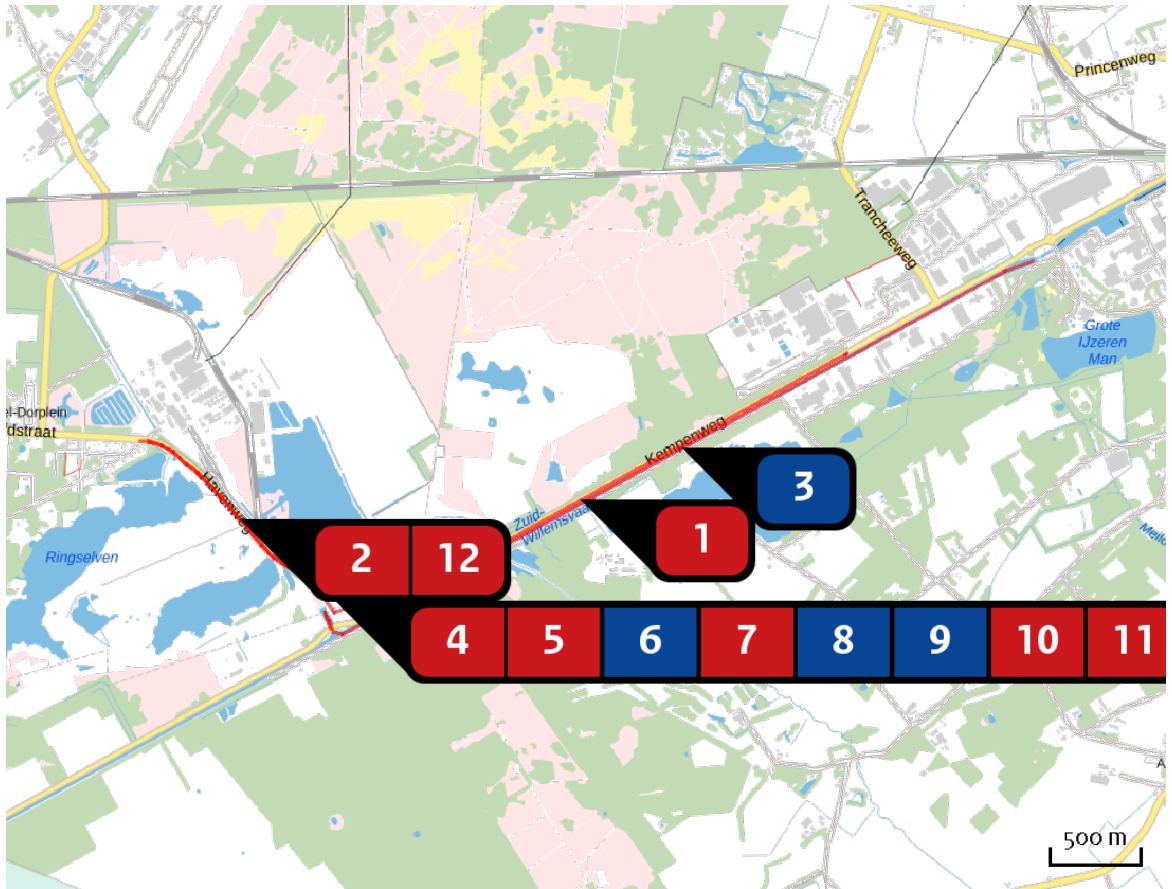 Princenweg
Trancheeweg
Grote
IJzeren
Man
el-Dorplein
dstraat
Kempenweg
3
Havenweg
Zuid-
Willemsvaa
1
Ringselven
2 12
4 5 6 7 8 9 10 11
500 m
A